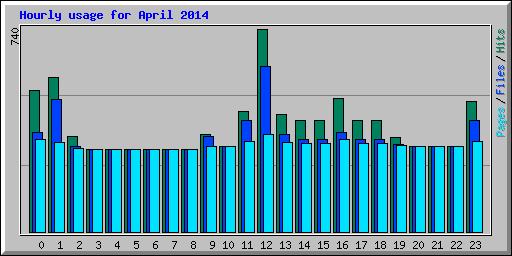 Hourly usage for April 2014
740
Pages/Files/Hits
0 1 2 3 4 5 6 7 8 9 10 11 12 13 14 15 16 17 18 19 20 21 22 23